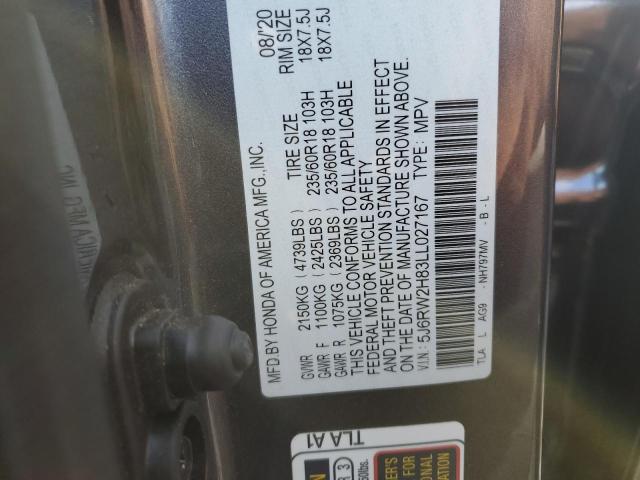 MFD.BY HONDA OF AMERICA MFG.,INC. 08/'20
TIRE SIZE RIM SIZE
GVWR 2150KG (4739LBS)
GAWR F 1100KG (2425LBS) 235/60R18 103H 18X7.5J
GAWR R 1075KG (2369LBS) 235/60R18 103H 18X7.5J
THIS VEHICLE CONFORMS TO ALL APPLICABLE
FEDERAL MOTOR VEHICLE SAFETY
AND THEFT PREVENTION STANDARDS IN EFFECT
ON THE DATE OF MANUFACTURE SHOWN ABOVE.
V.I.N.: 5J6RW2H83LL027167 TYPE: MPV
TLA L AG9 - NH797MV - B - L
TLA A1
R 3